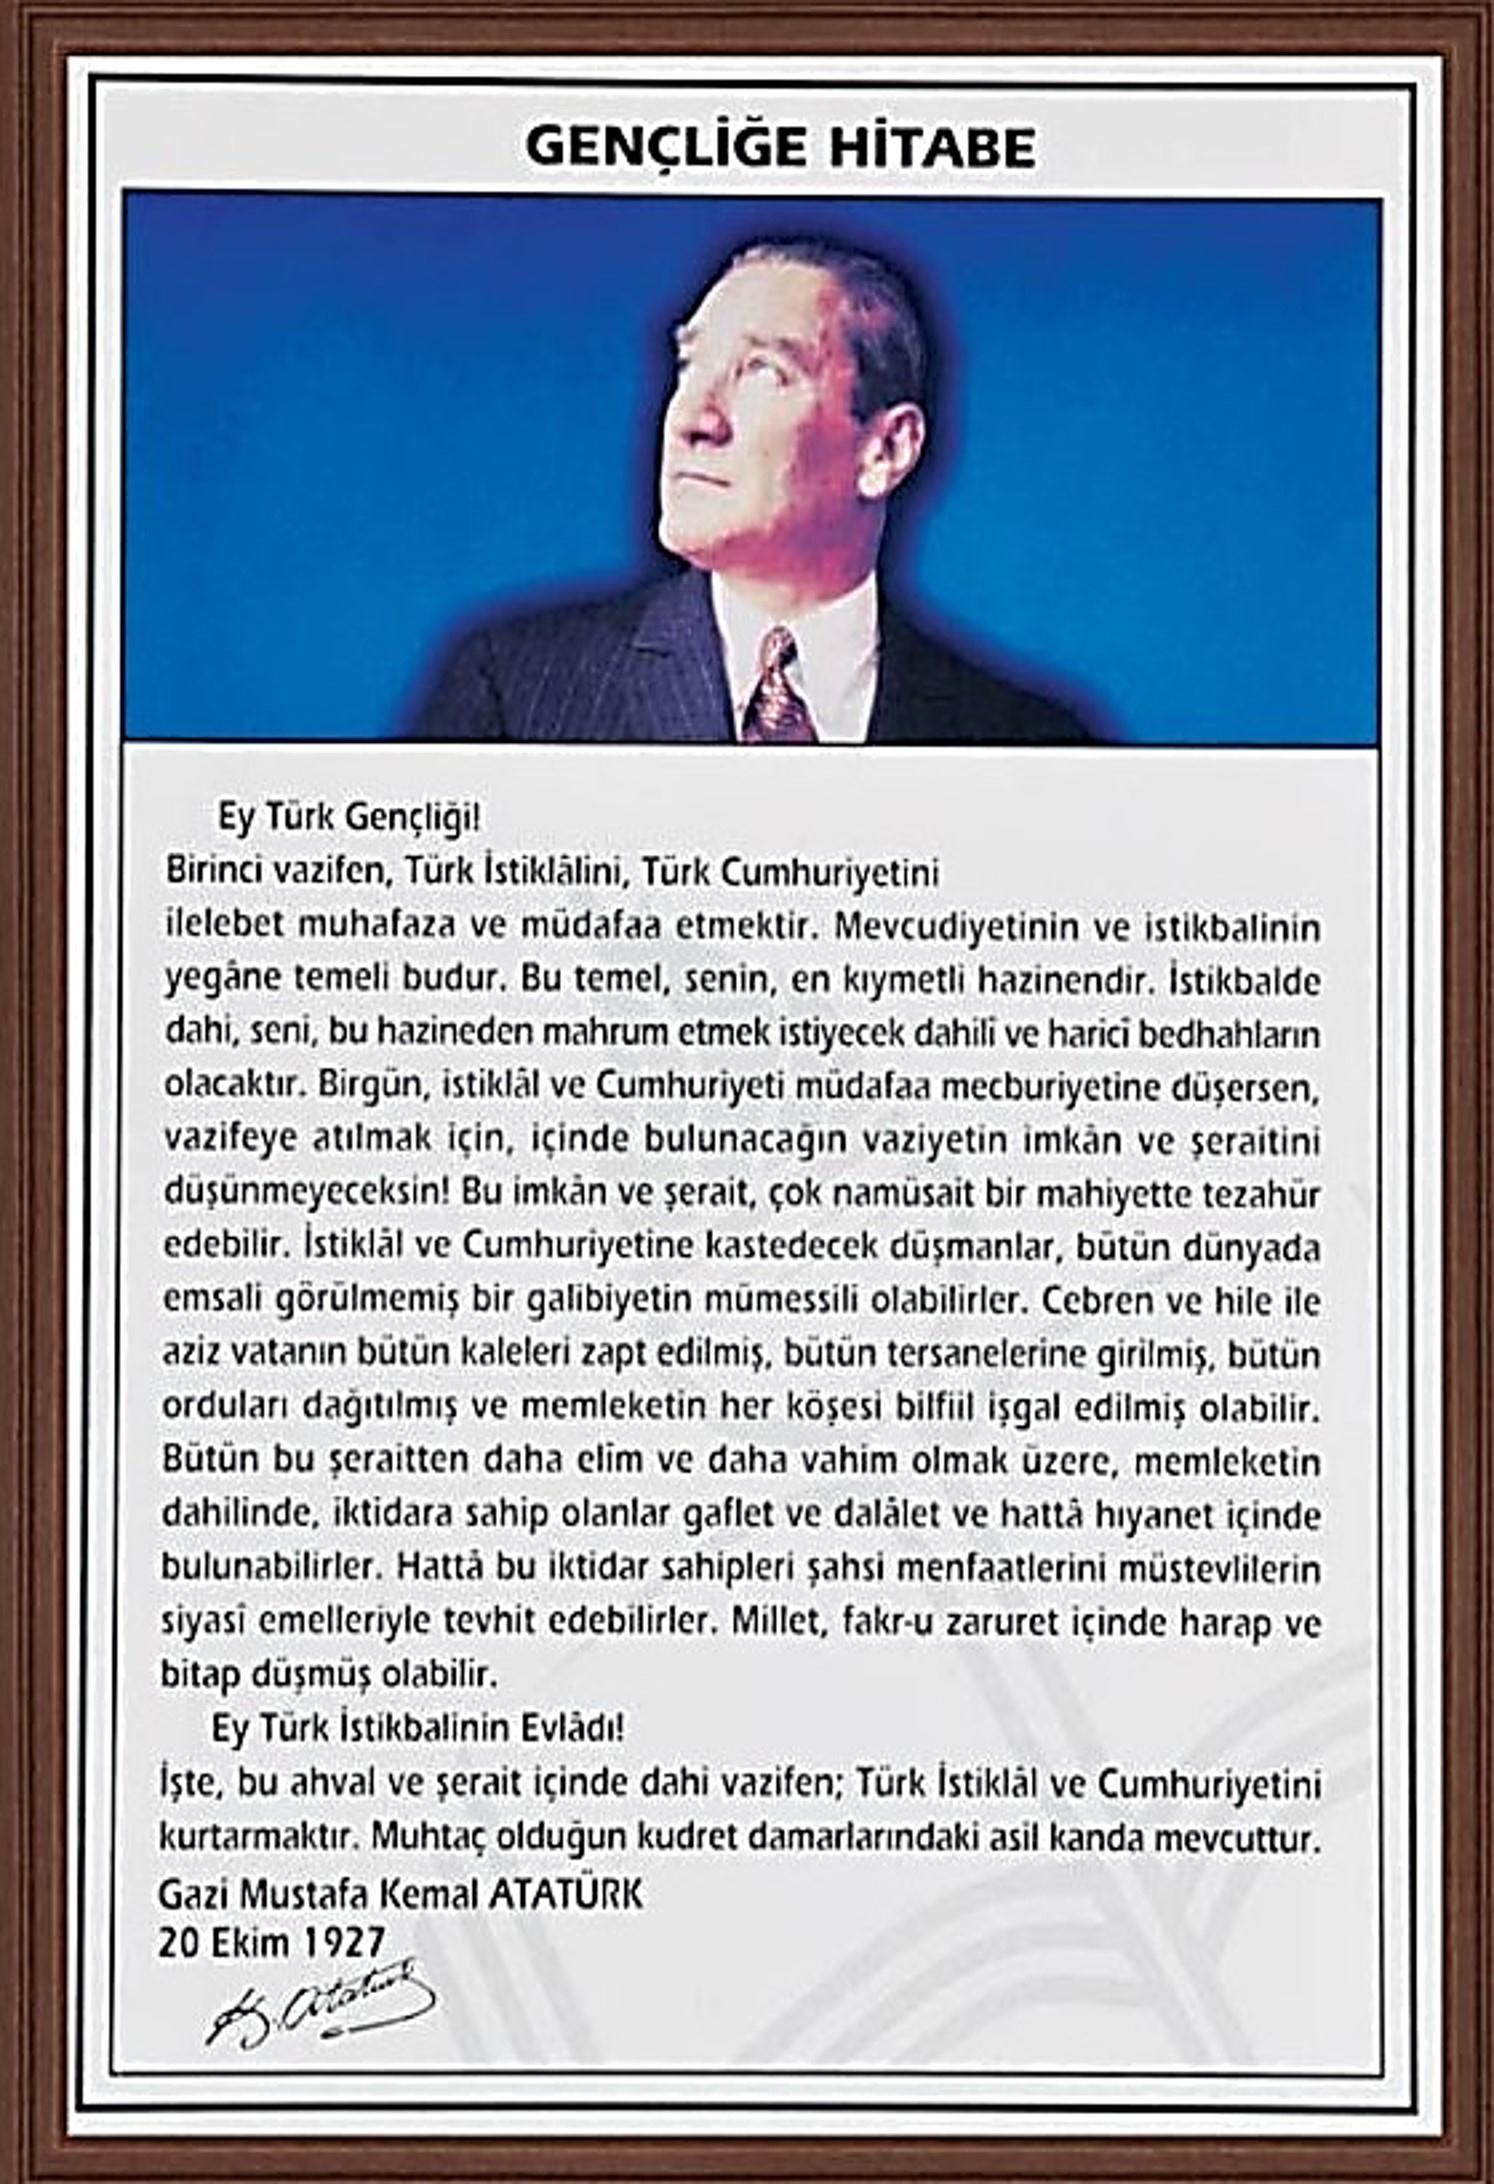 GENÇLİĞE HİTABE
Ey Türk Gençliği!
Birinci vazifen, Türk İstiklâlini, Türk Cumhuriyetini
ilelebet muhafaza ve müdafaa etmektir. Mevcudiyetinin ve istikbalinin
yegâne temeli budur. Bu temel, senin, en kıymetli hazinendir. İstikbalde
dahi, seni, bu hazineden mahrum etmek istiyecek dahilî ve haricî bedhahların
olacaktır. Birgün, istiklâl ve Cumhuriyeti müdafaa mecburiyetine düşersen,
vazifeye atılmak için, içinde bulunacağın vaziyetin imkân ve şeraitini
düşünmeyeceksin! Bu imkân ve şerait, çok namüsait bir mahiyette tezahür
edebilir. İstiklâl ve Cumhuriyetine kastedecek düşmanlar, bütün dünyada
emsali görülmemiş bir galibiyetin mümessili olabilirler. Cebren ve hile ile
aziz vatanın bütün kaleleri zapt edilmiş, bütün tersanelerine girilmiş, bütün
orduları dağıtılmış ve memleketin her köşesi bilfiil işgal edilmiş olabilir.
Bütün bu şeraitten daha elim ve daha vahim olmak üzere, memleketin
dahilinde, iktidara sahip olanlar gaflet ve dalâlet ve hattâ hıyanet içinde
bulunabilirler. Hattâ bu iktidar sahipleri şahsi menfaatlerini müstevlilerin
siyasî emelleriyle tevhit edebilirler. Millet, fakr-u zaruret içinde harap ve
bitap düşmüş olabilir.
Ey Türk İstikbalinin Evlâdı!
İşte, bu ahval ve şerait içinde dahi vazifen; Türk İstiklâl ve Cumhuriyetini
kurtarmaktır. Muhtaç olduğun kudret damarlarındaki asil kanda mevcuttur.
Gazi Mustafa Kemal ATATÜRK
20 Ekim 1927
K. Atatürk